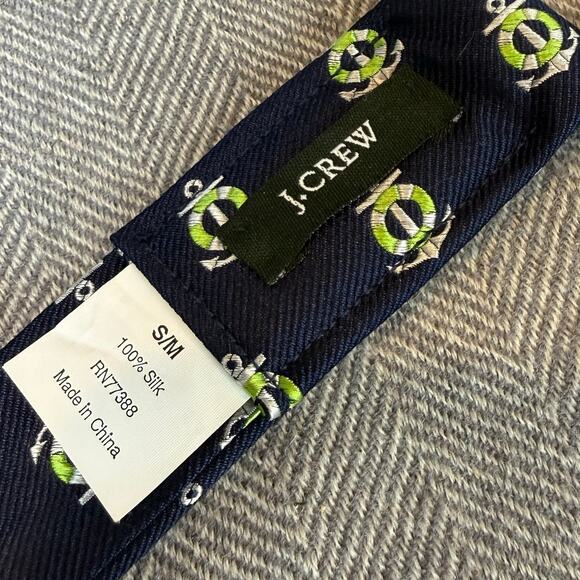 J.CREW
S/M
100% Silk
RN77388
Made in China